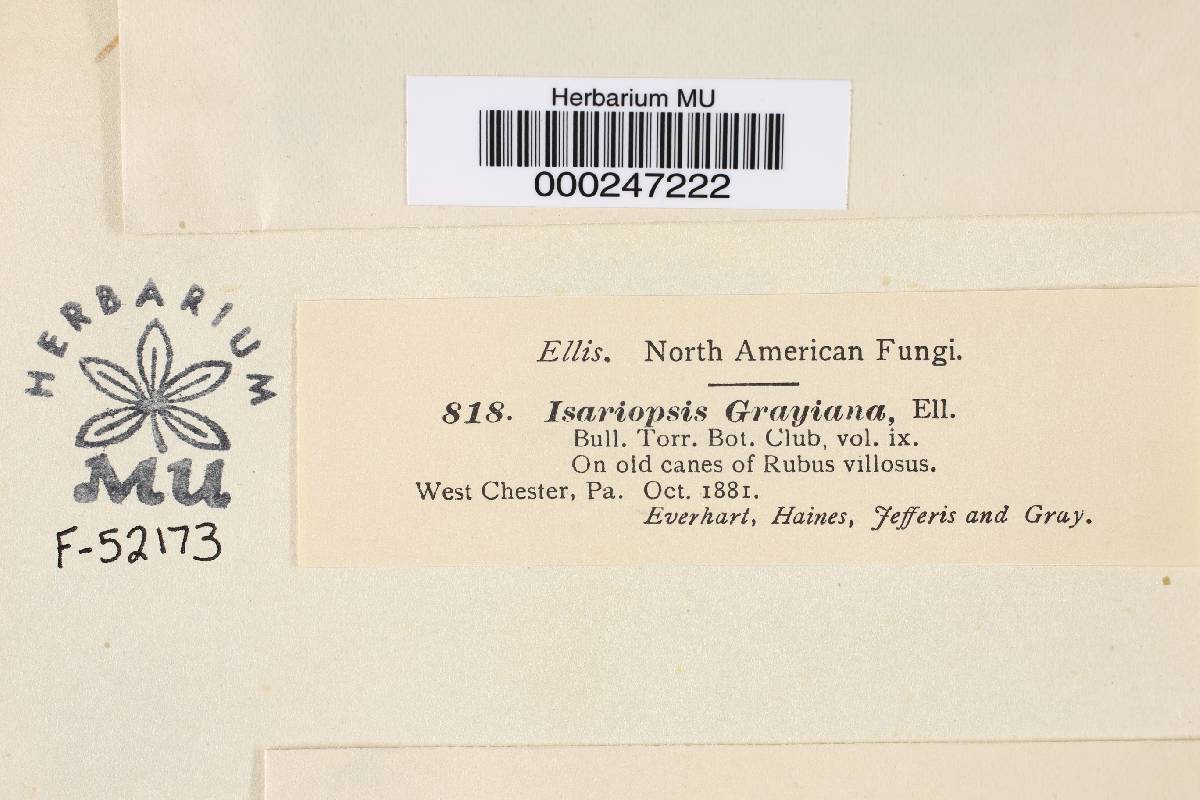 Herbarium MU
000247222
HERBARIUM
MU
F-52173
Ellis. North American Fungi.
818. Isariopsis Grayiana, Ell.
Bull. Torr. Bot. Club, vol. ix.
On old canes of Rubus villosus.
West Chester, Pa. Oct. 1881.
Everhart, Haines, Jefferis and Gray.